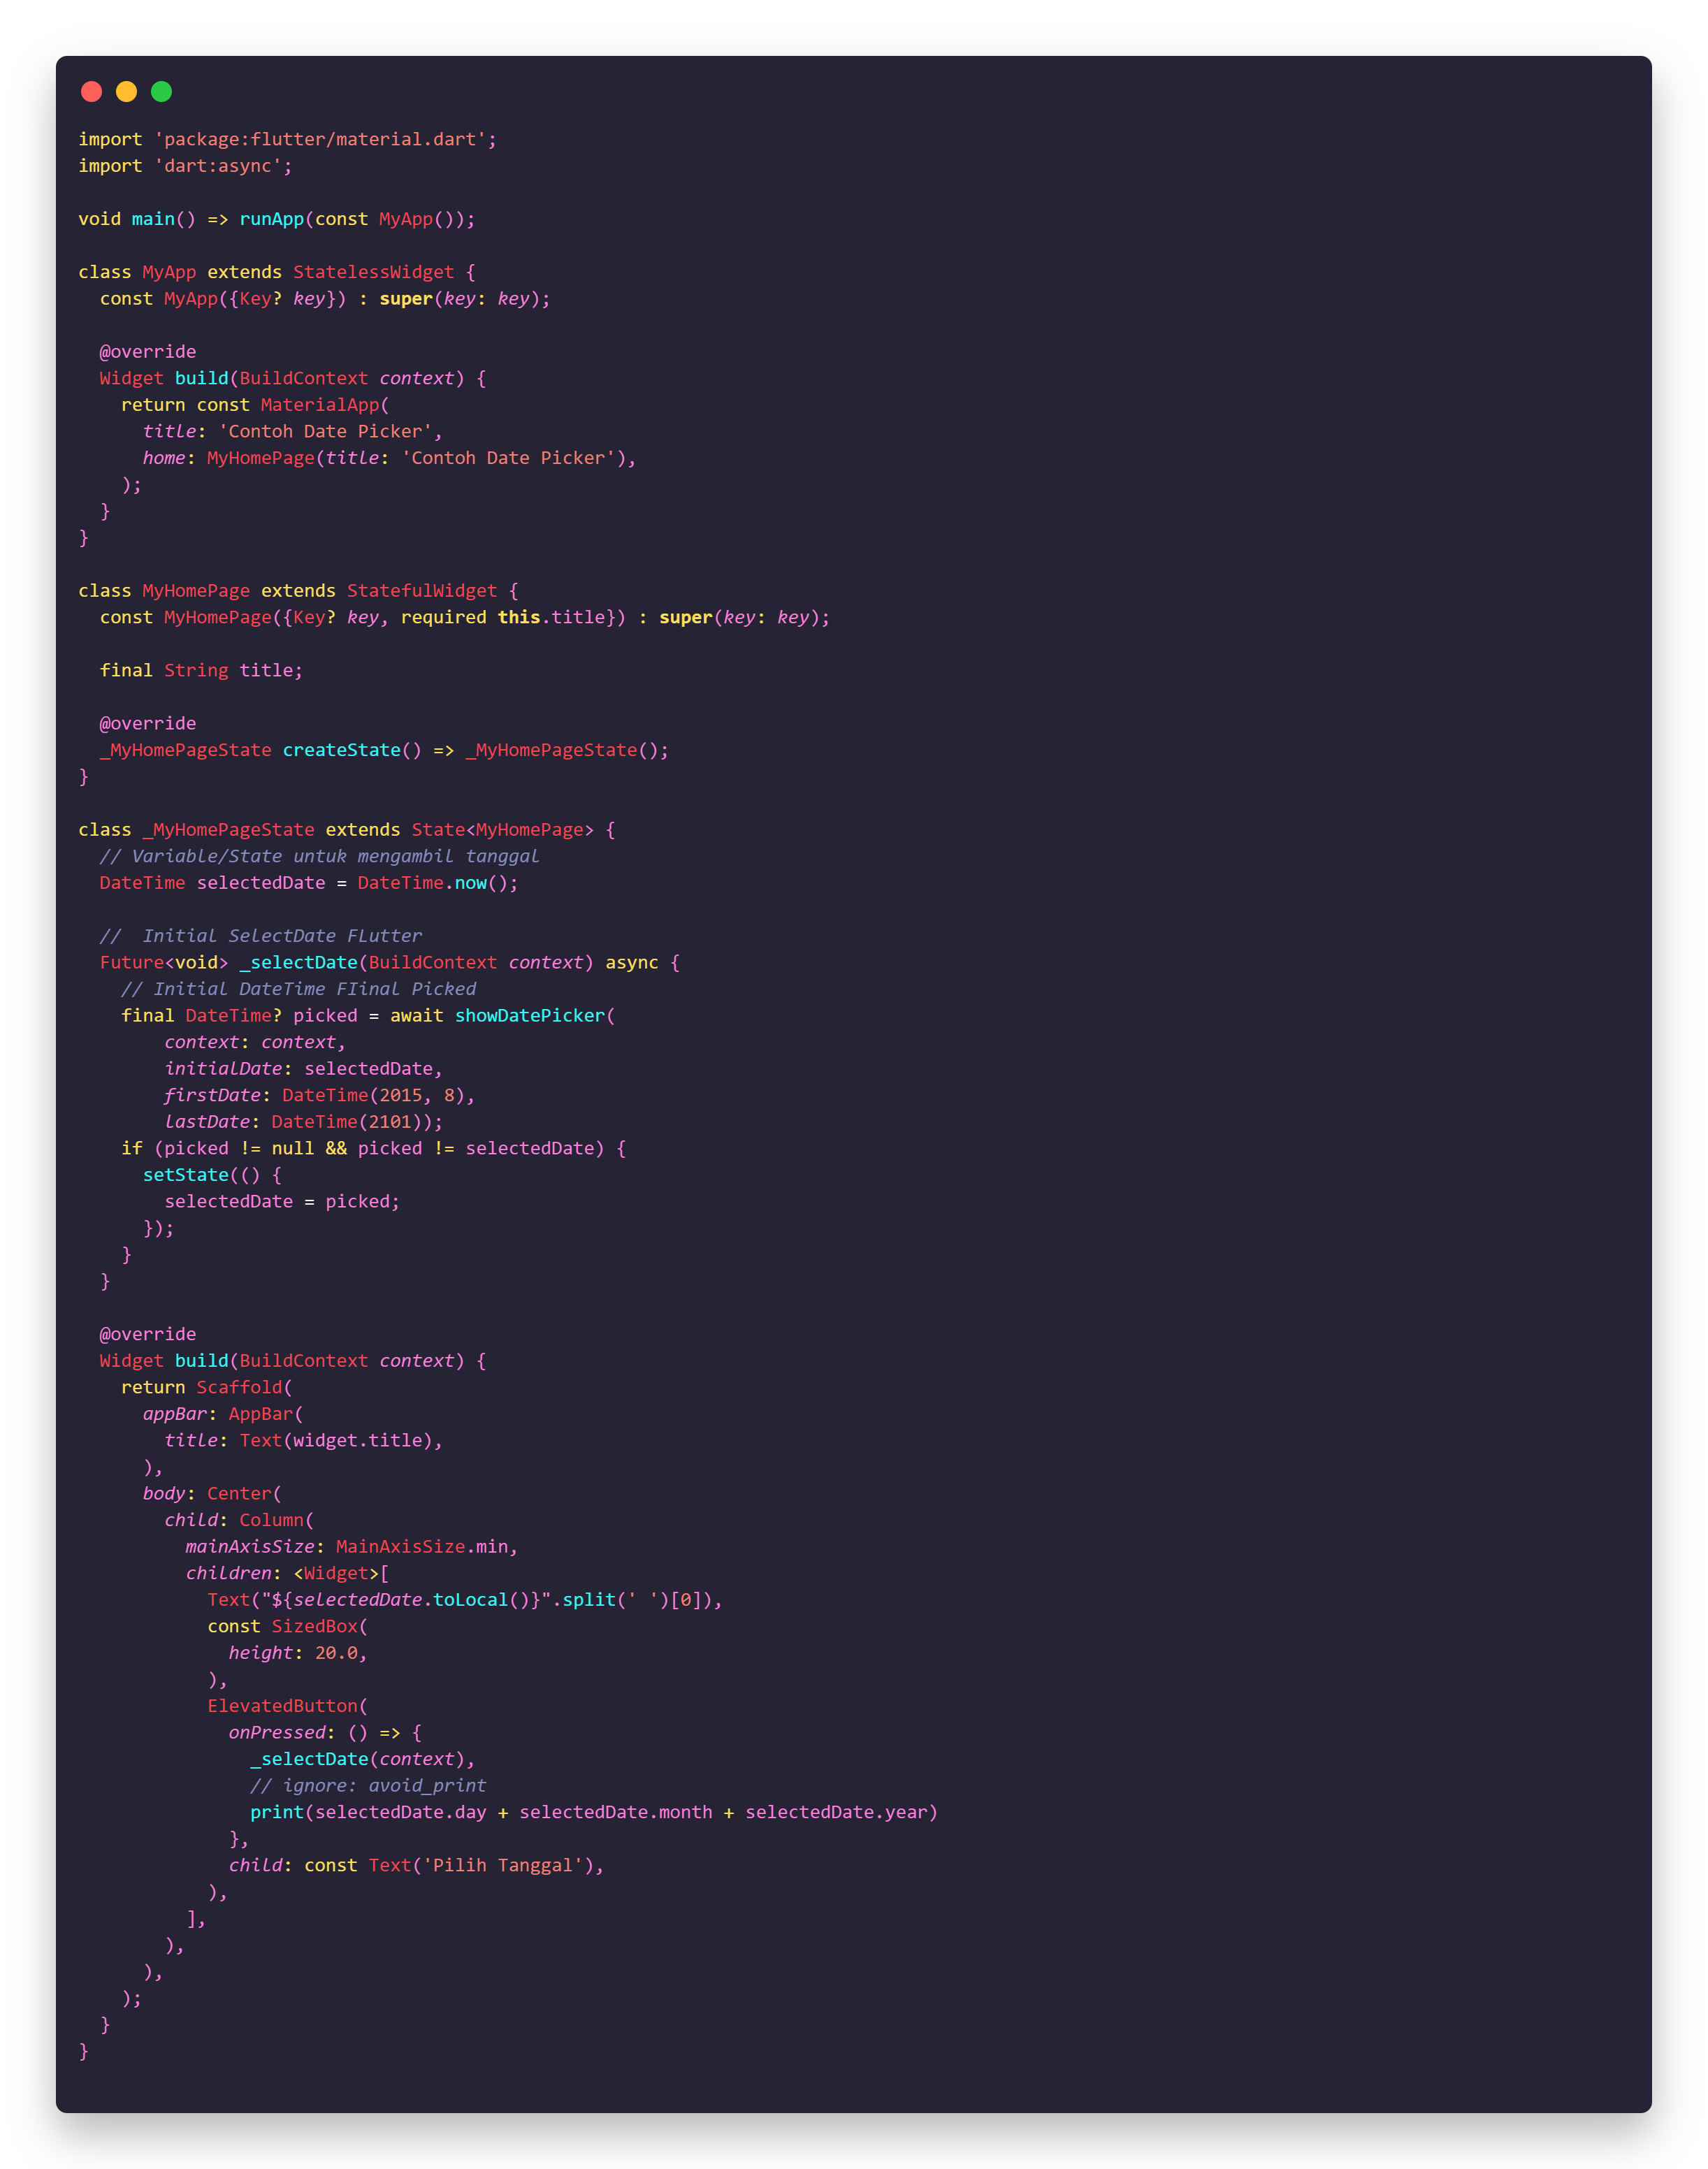 import 'package:flutter/material.dart';
import 'dart:async';

void main() => runApp(const MyApp());

class MyApp extends StatelessWidget {
  const MyApp({Key? key}) : super(key: key);

  @override
  Widget build(BuildContext context) {
    return const MaterialApp(
      title: 'Contoh Date Picker',
      home: MyHomePage(title: 'Contoh Date Picker'),
    );
  }
}

class MyHomePage extends StatefulWidget {
  const MyHomePage({Key? key, required this.title}) : super(key: key);

  final String title;

  @override
  _MyHomePageState createState() => _MyHomePageState();
}

class _MyHomePageState extends State<MyHomePage> {
  // Variable/State untuk mengambil tanggal
  DateTime selectedDate = DateTime.now();

  //  Initial SelectDate FLutter
  Future<void> _selectDate(BuildContext context) async {
    // Initial DateTime FIinal Picked
    final DateTime? picked = await showDatePicker(
        context: context,
        initialDate: selectedDate,
        firstDate: DateTime(2015, 8),
        lastDate: DateTime(2101));
    if (picked != null && picked != selectedDate) {
      setState(() {
        selectedDate = picked;
      });
    }
  }

  @override
  Widget build(BuildContext context) {
    return Scaffold(
      appBar: AppBar(
        title: Text(widget.title),
      ),
      body: Center(
        child: Column(
          mainAxisSize: MainAxisSize.min,
          children: <Widget>[
            Text("${selectedDate.toLocal()}".split(' ')[0]),
            const SizedBox(
              height: 20.0,
            ),
            ElevatedButton(
              onPressed: () => {
                _selectDate(context),
                // ignore: avoid_print
                print(selectedDate.day + selectedDate.month + selectedDate.year)
              },
              child: const Text('Pilih Tanggal'),
            ),
          ],
        ),
      ),
    );
  }
}